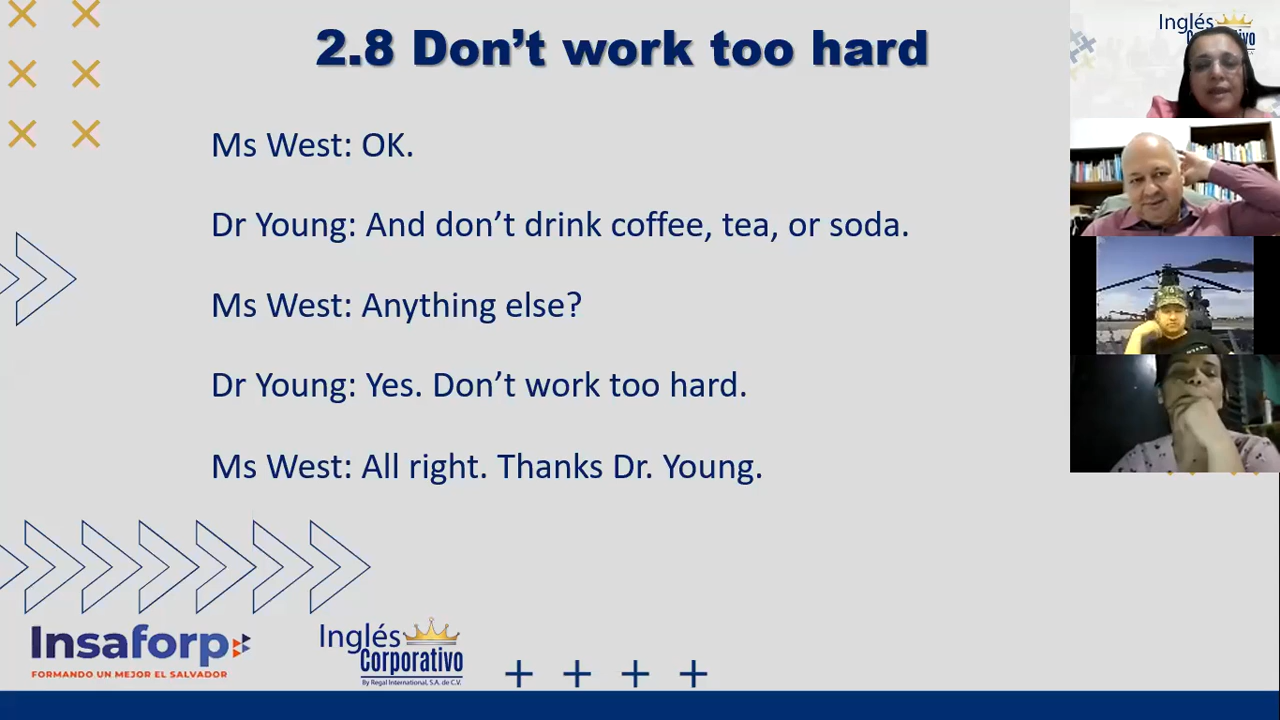 2.8 Don’t work too hard
Ms West: OK.
Dr Young: And don’t drink coffee, tea, or soda.
Ms West: Anything else?
Dr Young: Yes. Don’t work too hard.
Ms West: All right. Thanks Dr. Young.
Insaforp
FORMANDO UN MEJOR EL SALVADOR
Inglés
Corporativo
By Regal International, S.A. de C.V.
Inglés